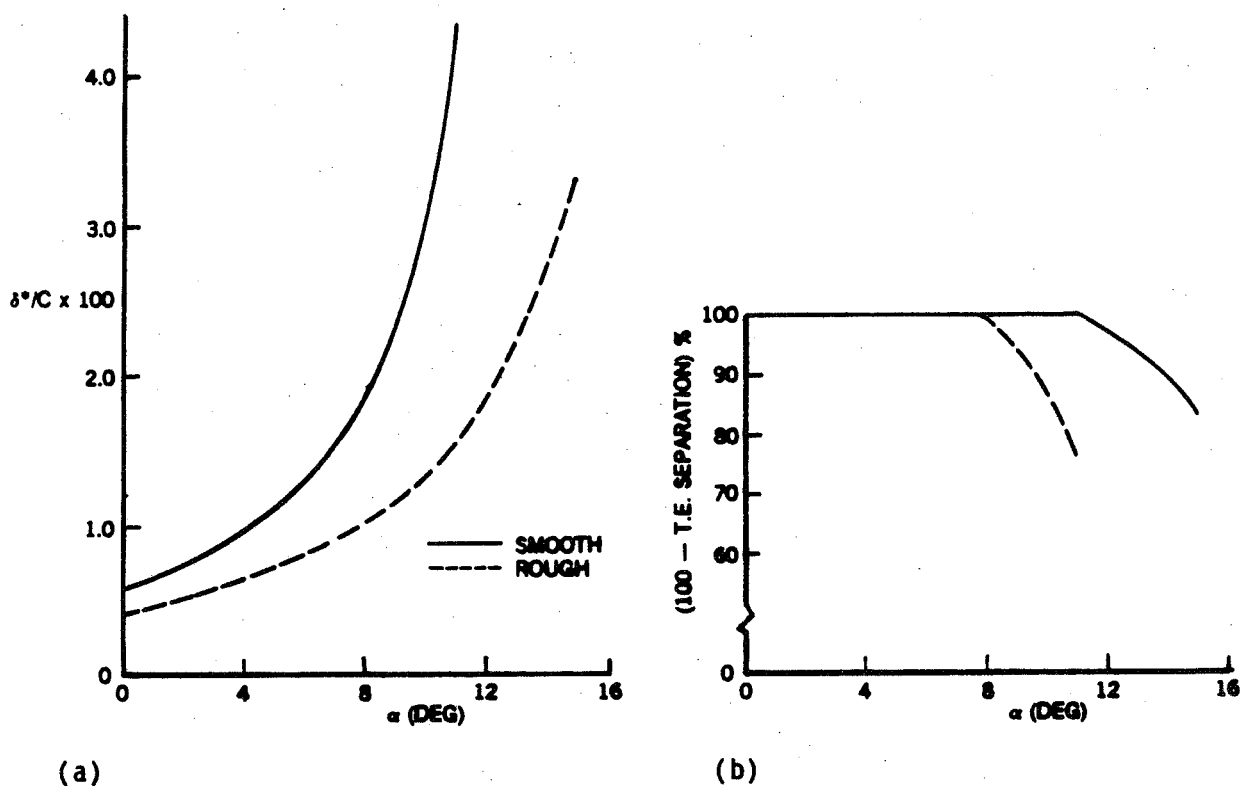 4.0
3.0
δ*/C x 100
2.0
1.0
0
0 4 8 12 16
α (DEG)
SMOOTH
ROUGH
(a)
(100 — T.E. SEPARATION) %
100
90
80
70
60
0
0 4 8 12 16
α (DEG)
(b)